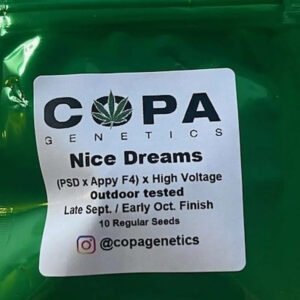 COPA
GENETICS
Nice Dreams
(PSD x Appy F4) x High Voltage
Outdoor tested
Late Sept. / Early Oct. Finish
10 Regular Seeds
@copagenetics